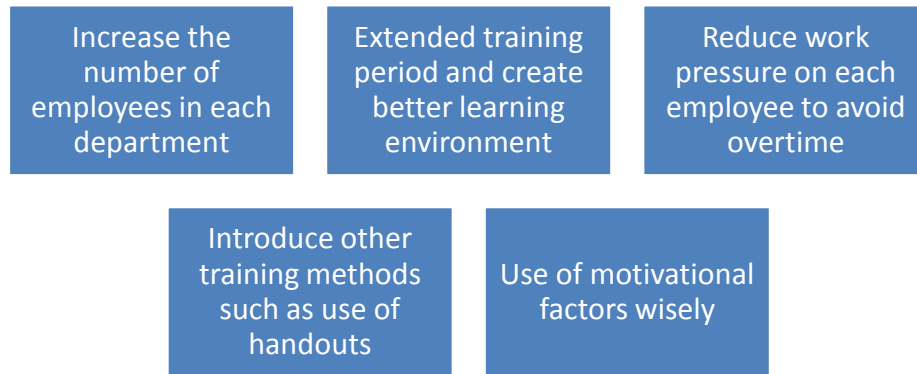 Increase the
number of
employees in each
department
Extended training
period and create
better learning
environment
Reduce work
pressure on each
employee to avoid
overtime
Introduce other
training methods
such as use of
handouts
Use of motivational
factors wisely